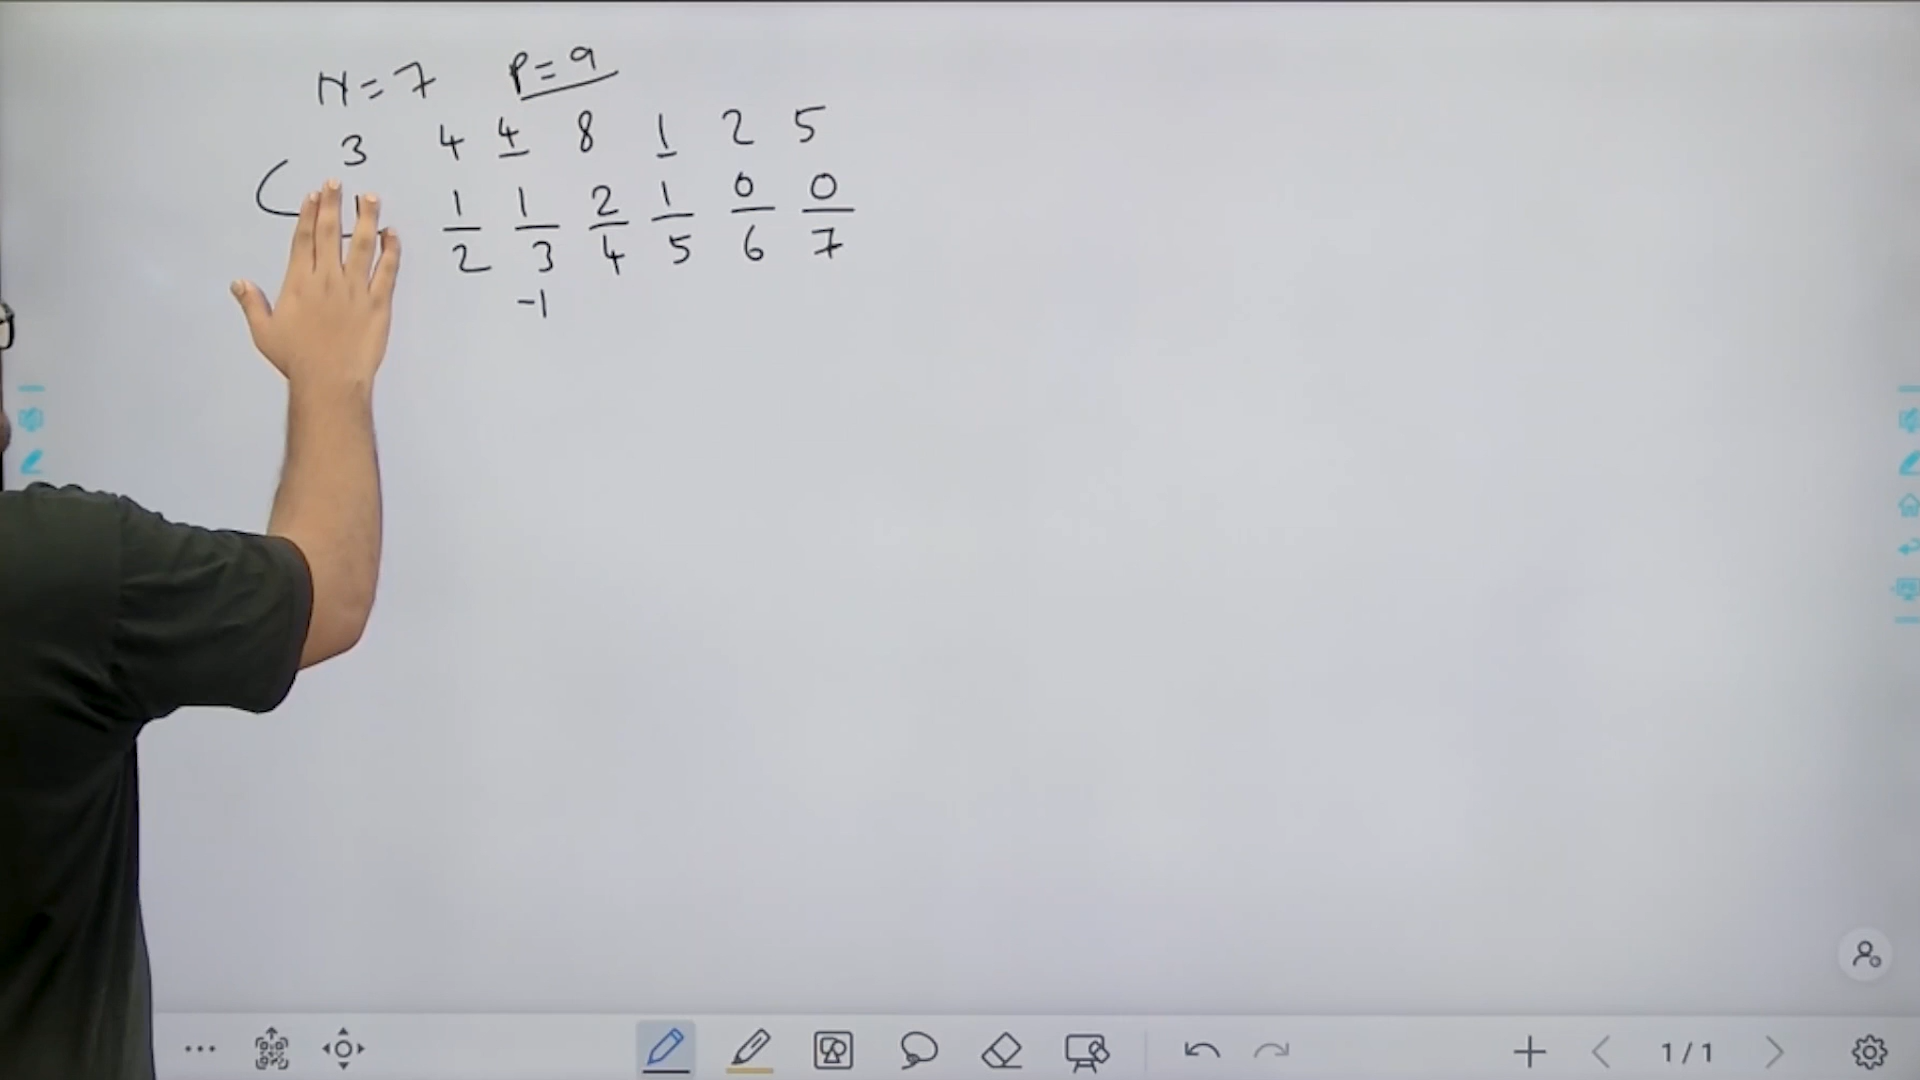 N=7 P=9
3 4 4 8 1 2 5
1 1 2 1 0 0
2 3 4 5 6 7
-1
1/1